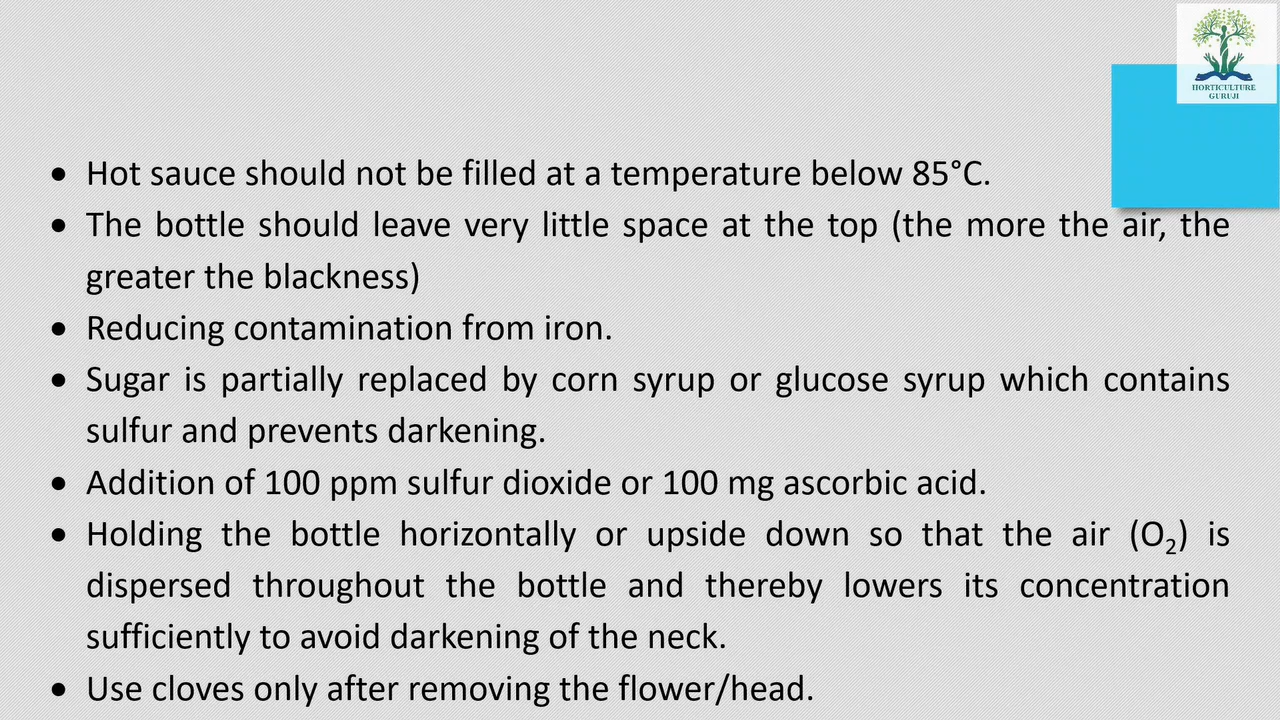 HORTICULTURE
GURUJI
• Hot sauce should not be filled at a temperature below 85°C.
• The bottle should leave very little space at the top (the more the air, the
greater the blackness)
• Reducing contamination from iron.
• Sugar is partially replaced by corn syrup or glucose syrup which contains
sulfur and prevents darkening.
• Addition of 100 ppm sulfur dioxide or 100 mg ascorbic acid.
• Holding the bottle horizontally or upside down so that the air (O₂) is
dispersed throughout the bottle and thereby lowers its concentration
sufficiently to avoid darkening of the neck.
• Use cloves only after removing the flower/head.